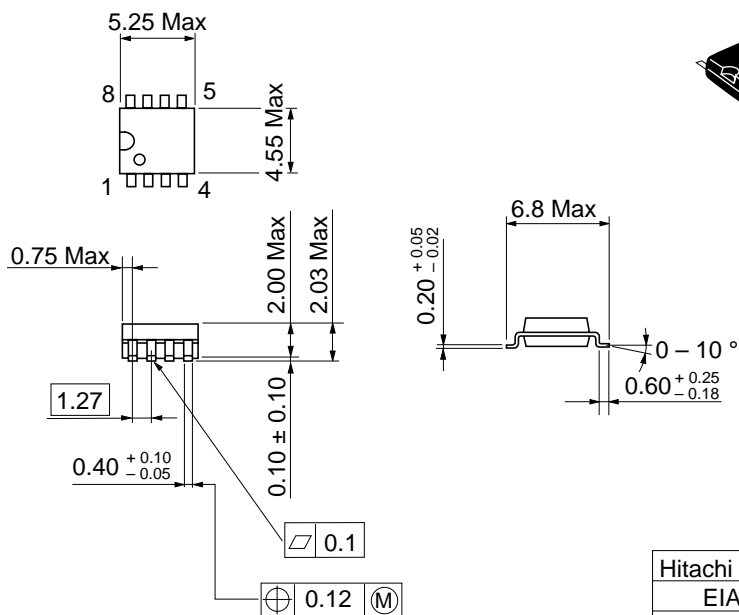 5.25 Max
8 5
4.55 Max
1 4
6.8 Max
0.75 Max
2.00 Max
2.03 Max
0.20 + 0.05 – 0.02
0 – 10 °
1.27
0.60 + 0.25 – 0.18
0.10 ± 0.10
0.40 + 0.10 – 0.05
0.1
0.12 Ⓜ
Hitachi
EIA